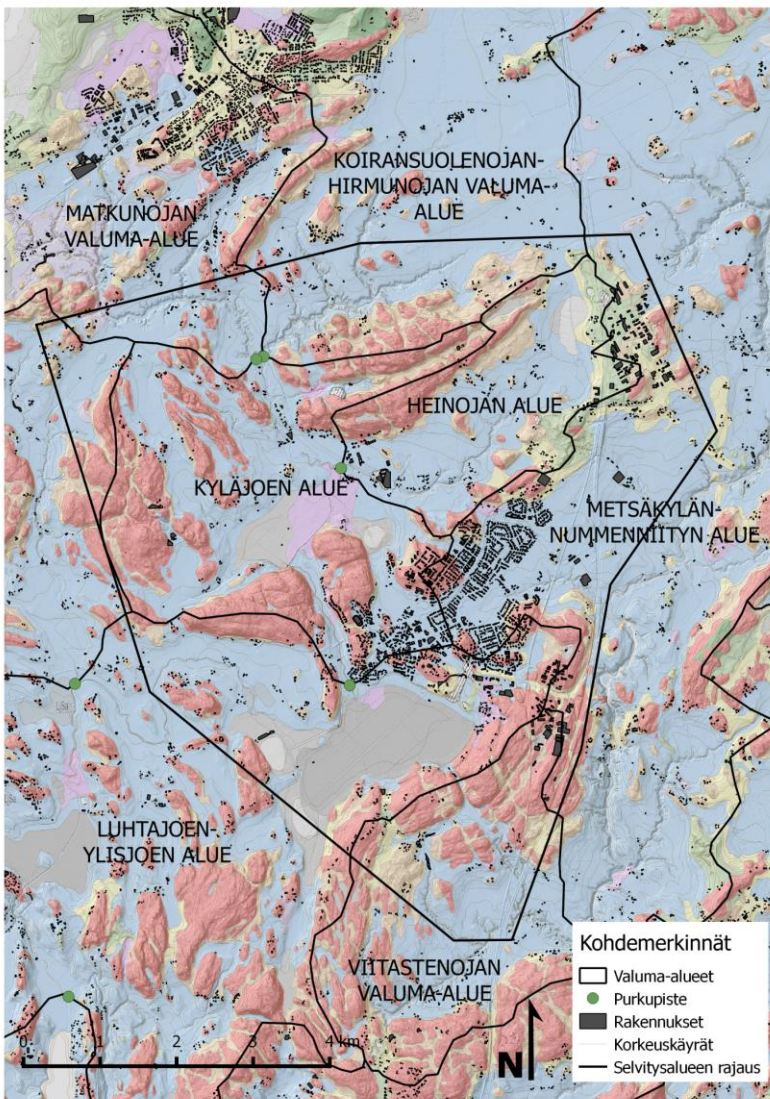 KOIRANSUOLENOJAN-
HIRMUNOJAN VALUMA-
ALUE
MATKUNOJAN
VALUMA-ALUE
HEINOJAN ALUE
KYLÄJOEN ALUE
METSÄKYLÄN-
NUMMENNIITYN ALUE
LUHTAJOEN-
YLISJOEN ALUE
VIITASTENOJAN
VALUMA-ALUE
0 1 2 3 4 km
N
Kohdemerkinnät
Valuma-alueet
Purkupiste
Rakennukset
Korkeuskäyrät
Selvitysalueen rajaus